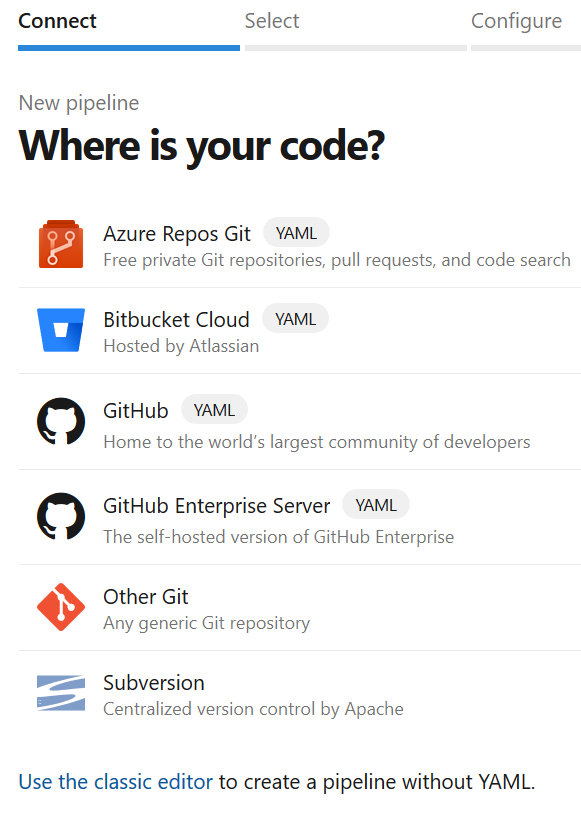 Connect Select Configure
New pipeline
Where is your code?
Azure Repos Git YAML
Free private Git repositories, pull requests, and code search
Bitbucket Cloud YAML
Hosted by Atlassian
GitHub YAML
Home to the world’s largest community of developers
GitHub Enterprise Server YAML
The self-hosted version of GitHub Enterprise
Other Git
Any generic Git repository
Subversion
Centralized version control by Apache
Use the classic editor to create a pipeline without YAML.